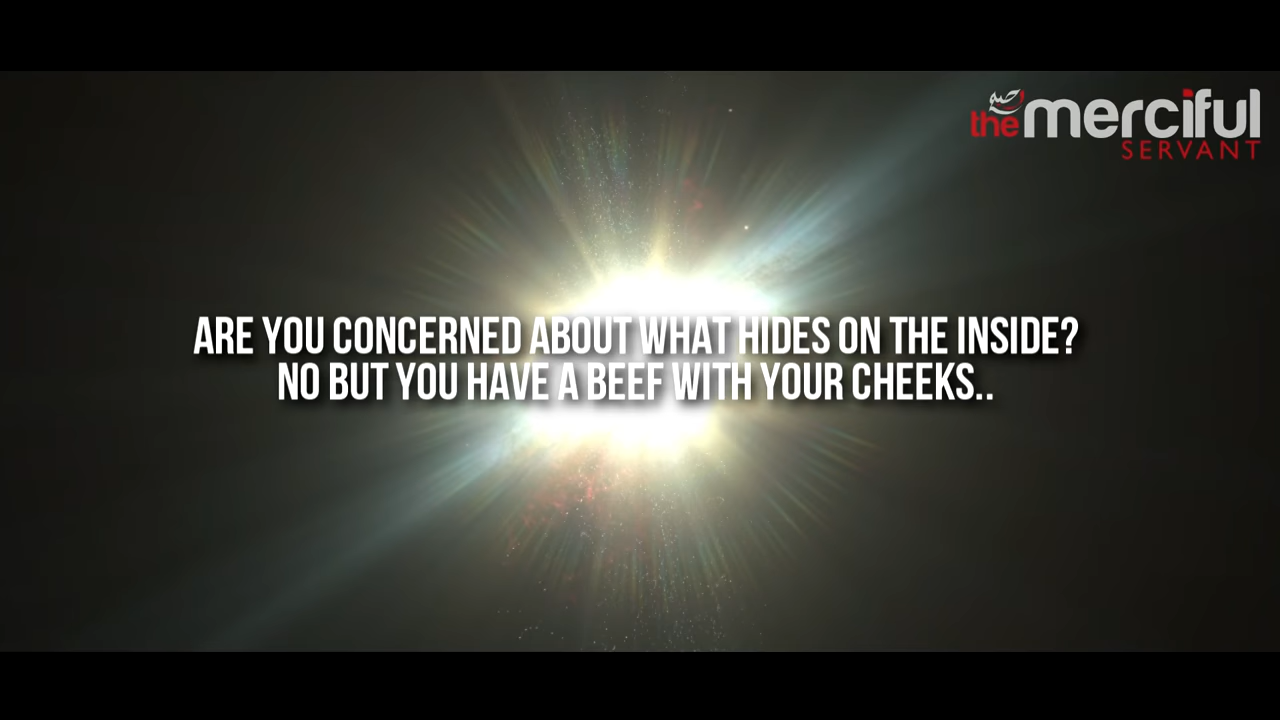 the merciful
SERVANT
ARE YOU CONCERNED ABOUT WHAT HIDES ON THE INSIDE?
NO BUT YOU HAVE A BEEF WITH YOUR CHEEKS..